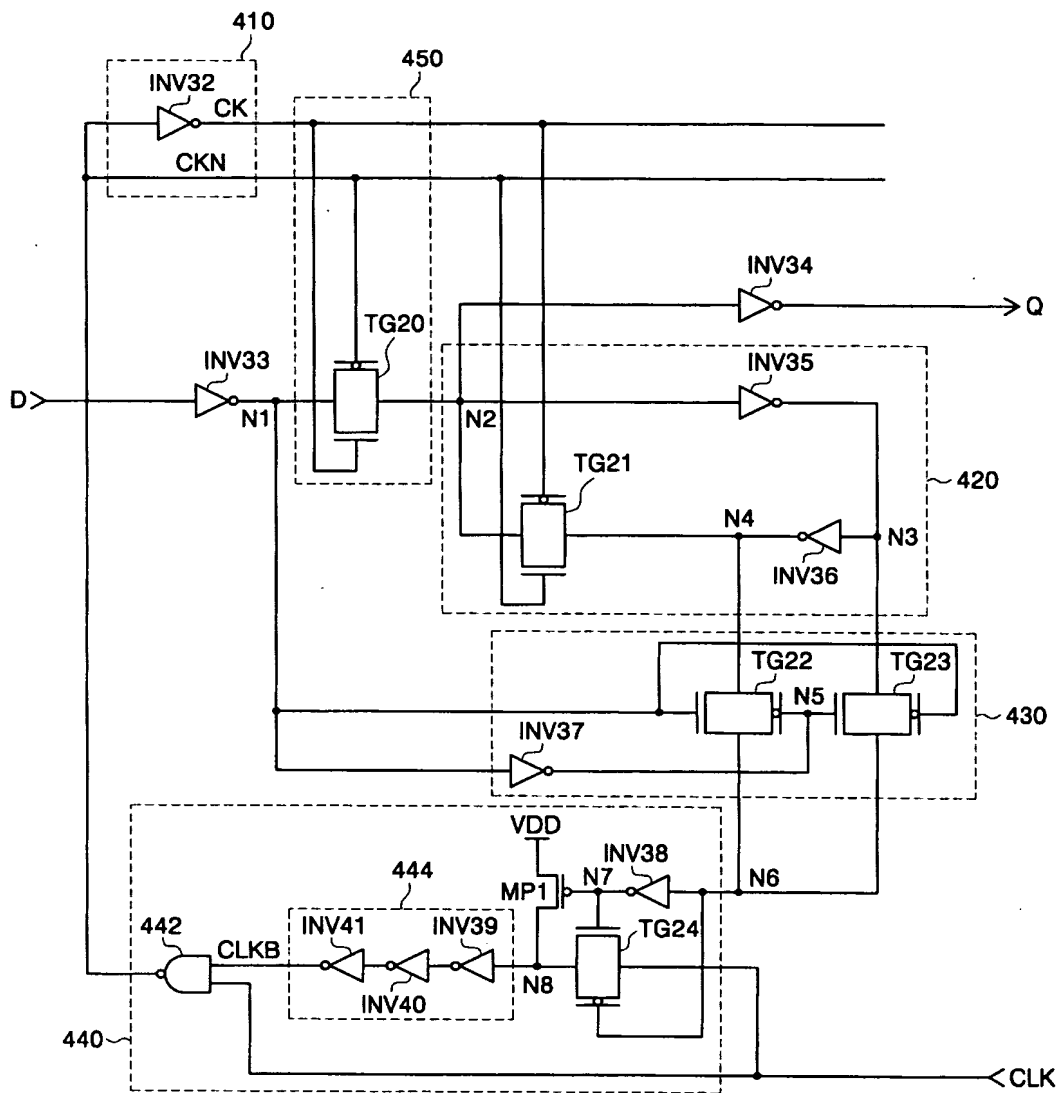 410
INV32
CK
450
CKN
INV34
Q
TG20
INV33
INV35
D
N1
N2
TG21
420
N4
N3
INV36
TG22
TG23
N5
430
INV37
VDD
INV38
N7
N6
444
MP1
INV41
INV39
TG24
442
CLKB
INV40
N8
440
CLK